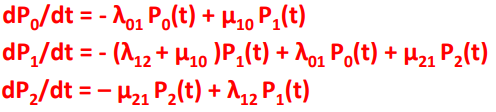 dP₀/dt = - λ₀₁ P₀(t) + μ₁₀ P₁(t)
dP₁/dt = - (λ₁₂ + μ₁₀ )P₁(t) + λ₀₁ P₀(t) + μ₂₁ P₂(t)
dP₂/dt = – μ₂₁ P₂(t) + λ₁₂ P₁(t)